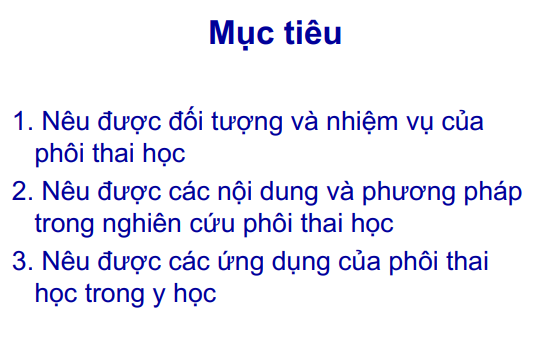 Mục tiêu
1. Nêu được đối tượng và nhiệm vụ của
phôi thai học
2. Nêu được các nội dung và phương pháp
trong nghiên cứu phôi thai học
3. Nêu được các ứng dụng của phôi thai
học trong y học